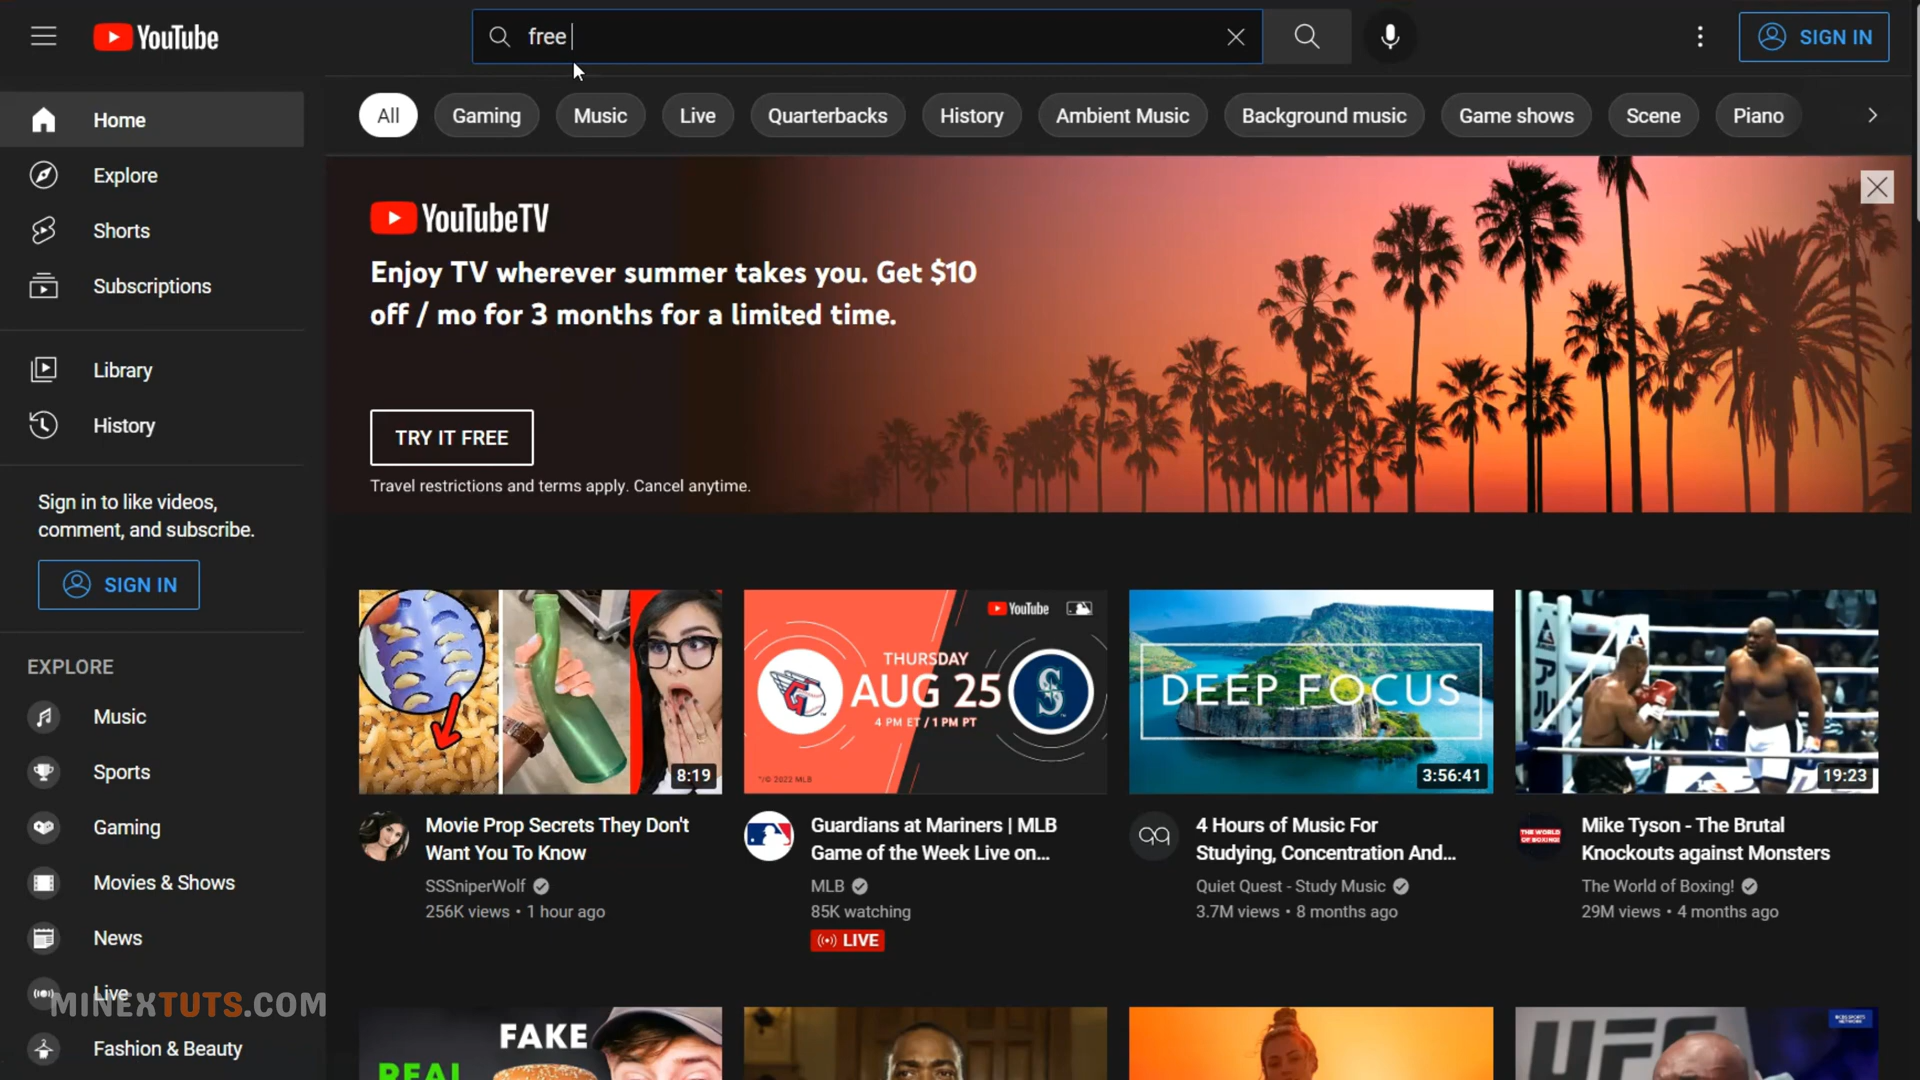 YouTube
free
SIGN IN
All
Gaming
Music
Live
Quarterbacks
History
Ambient Music
Background music
Game shows
Scene
Piano
Home
Explore
Shorts
Subscriptions
Library
History
Sign in to like videos,
comment, and subscribe.
SIGN IN
EXPLORE
Music
Sports
Gaming
Movies & Shows
News
Live
Fashion & Beauty
MINEXTUTS.COM
YouTubeTV
Enjoy TV wherever summer takes you. Get $10
off / mo for 3 months for a limited time.
TRY IT FREE
Travel restrictions and terms apply. Cancel anytime.
8:19
Movie Prop Secrets They Don't
Want You To Know
SSSniperWolf
256K views • 1 hour ago
YouTube
THURSDAY
AUG 25
4 PM ET / 1 PM PT
© 2022 MLB
Guardians at Mariners | MLB
Game of the Week Live on...
MLB
85K watching
LIVE
DEEP FOCUS
3:56:41
4 Hours of Music For
Studying, Concentration And...
Quiet Quest - Study Music
3.7M views • 8 months ago
19:23
THE WORLD
OF BOXING!
Mike Tyson - The Brutal
Knockouts against Monsters
The World of Boxing!
29M views • 4 months ago
FAKE
REAL
UFC